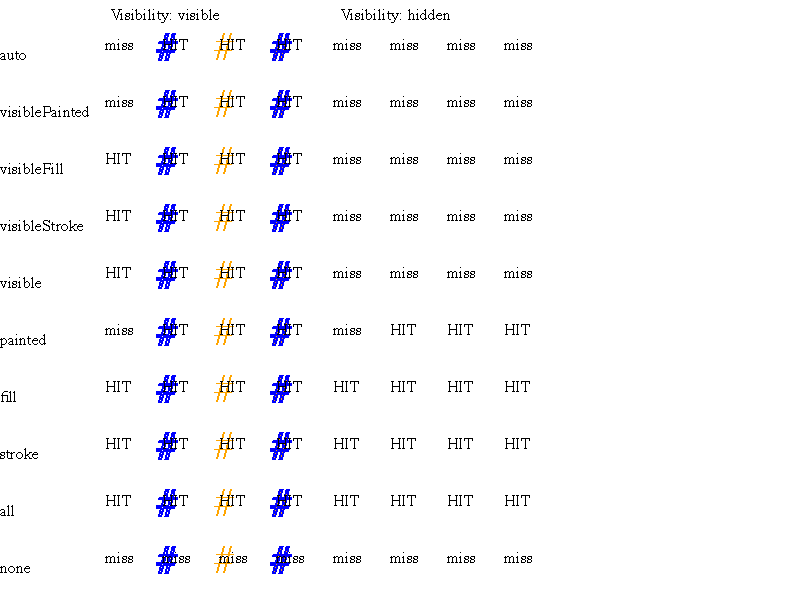 Visibility: visible Visibility: hidden
auto miss # HIT # HIT # HIT miss miss miss miss
visiblePainted miss # HIT # HIT # HIT miss miss miss miss
visibleFill HIT # HIT # HIT # HIT miss miss miss miss
visibleStroke HIT # HIT # HIT # HIT miss miss miss miss
visible HIT # HIT # HIT # HIT miss miss miss miss
painted miss # HIT # HIT # HIT miss HIT HIT HIT
fill HIT # HIT # HIT # HIT HIT HIT HIT HIT
stroke HIT # HIT # HIT # HIT HIT HIT HIT HIT
all HIT # HIT # HIT # HIT HIT HIT HIT HIT
none miss # miss # miss # miss miss miss miss miss